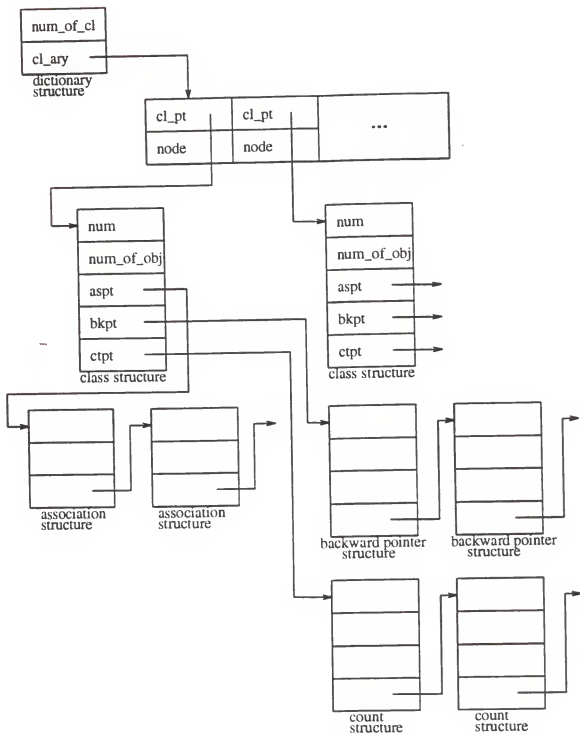 num_of_cl
cl_ary
dictionary
structure
cl_pt
cl_pt
...
node
node
num
num_of_obj
aspt
bkpt
ctpt
class structure
num
num_of_obj
aspt
bkpt
ctpt
class structure
association
structure
association
structure
backward pointer
structure
backward pointer
structure
count
structure
count
structure